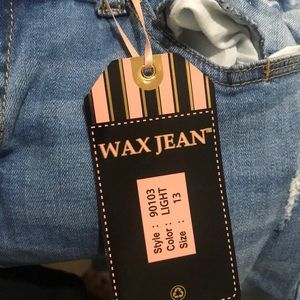 WAX JEAN™
Style : 90103
Color : LIGHT
Size : 13